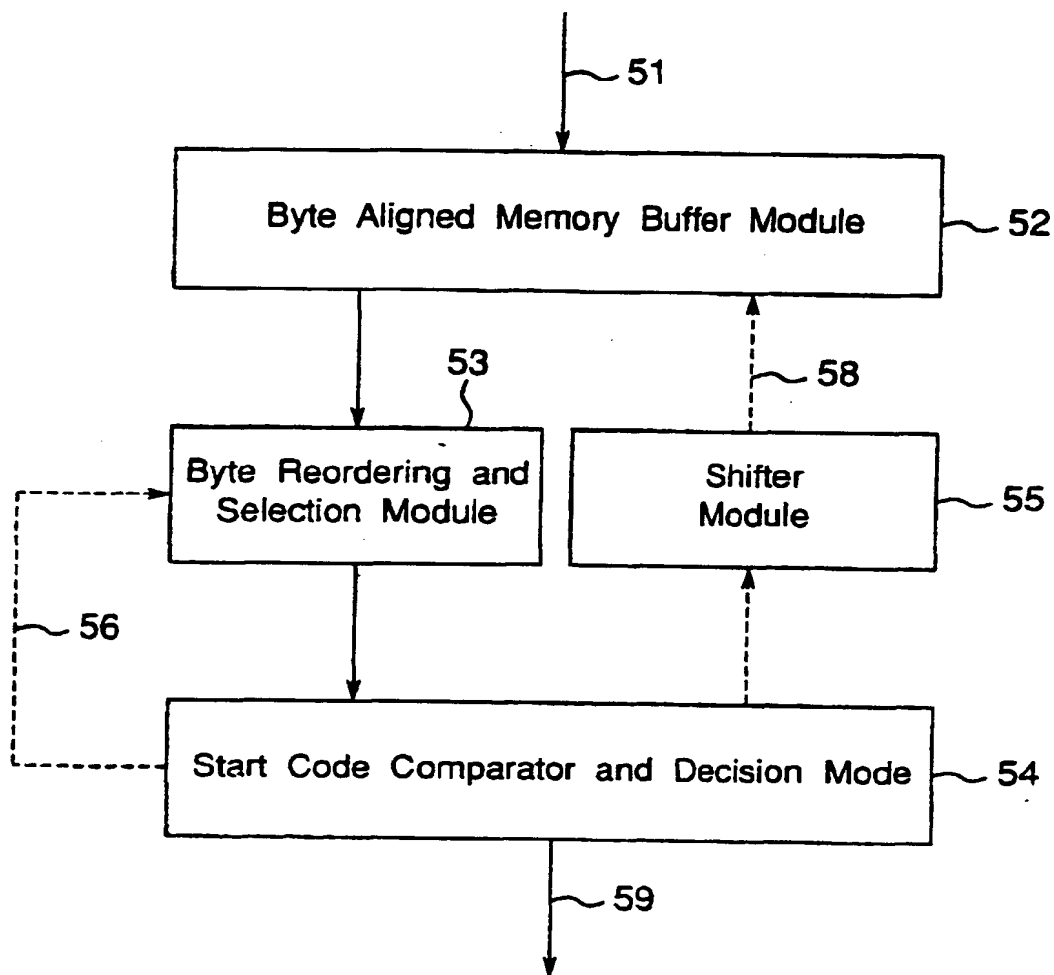 51
Byte Aligned Memory Buffer Module
52
53
58
Byte Reordering and
Selection Module
Shifter
Module
55
56
Start Code Comparator and Decision Mode
54
59